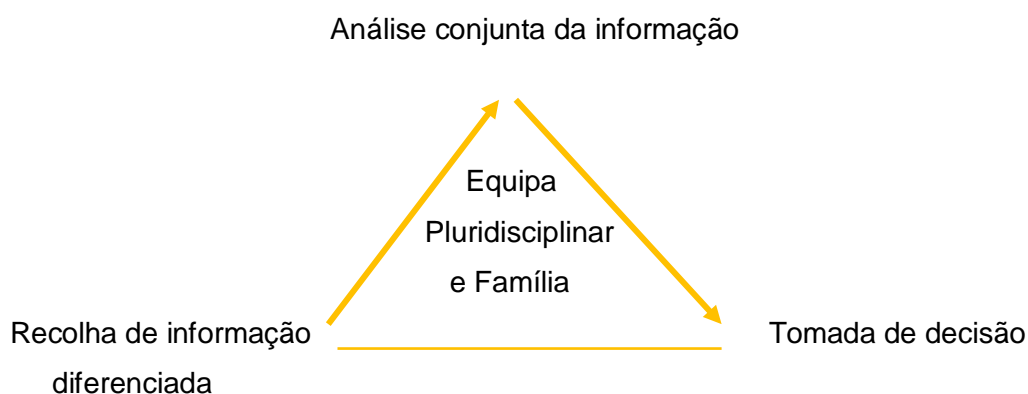 Análise conjunta da informação
Equipa
Pluridisciplinar
e Família
Recolha de informação
diferenciada
Tomada de decisão